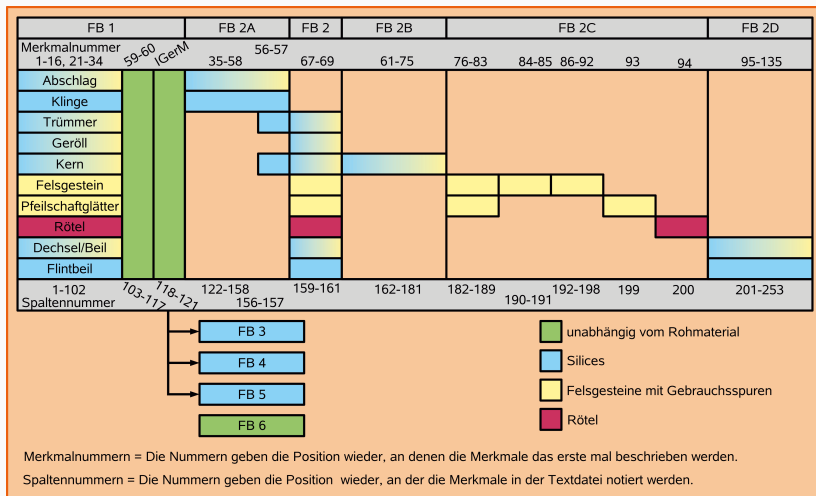 FB 1 FB 2A FB 2 FB 2B FB 2C FB 2D
Merkmalnummer
1-16, 21-34 59-60 IGerM 35-58 56-57 67-69 61-75 76-83 84-85 86-92 93 94 95-135
Abschlag
Klinge
Trümmer
Geröll
Kern
Felsgestein
Pfeilschaftglätter
Rötel
Dechsel/Beil
Flintbeil
1-102 103-117 118-121 122-158 156-157 159-161 162-181 182-189 190-191 192-198 199 200 201-253
Spaltennummer
FB 3
FB 4
FB 5
FB 6
unabhängig vom Rohmaterial
Silices
Felsgesteine mit Gebrauchsspuren
Rötel
Merkmalnummern = Die Nummern geben die Position wieder, an denen die Merkmale das erste mal beschrieben werden.
Spaltennummern = Die Nummern geben die Position wieder, an der die Merkmale in der Textdatei notiert werden.